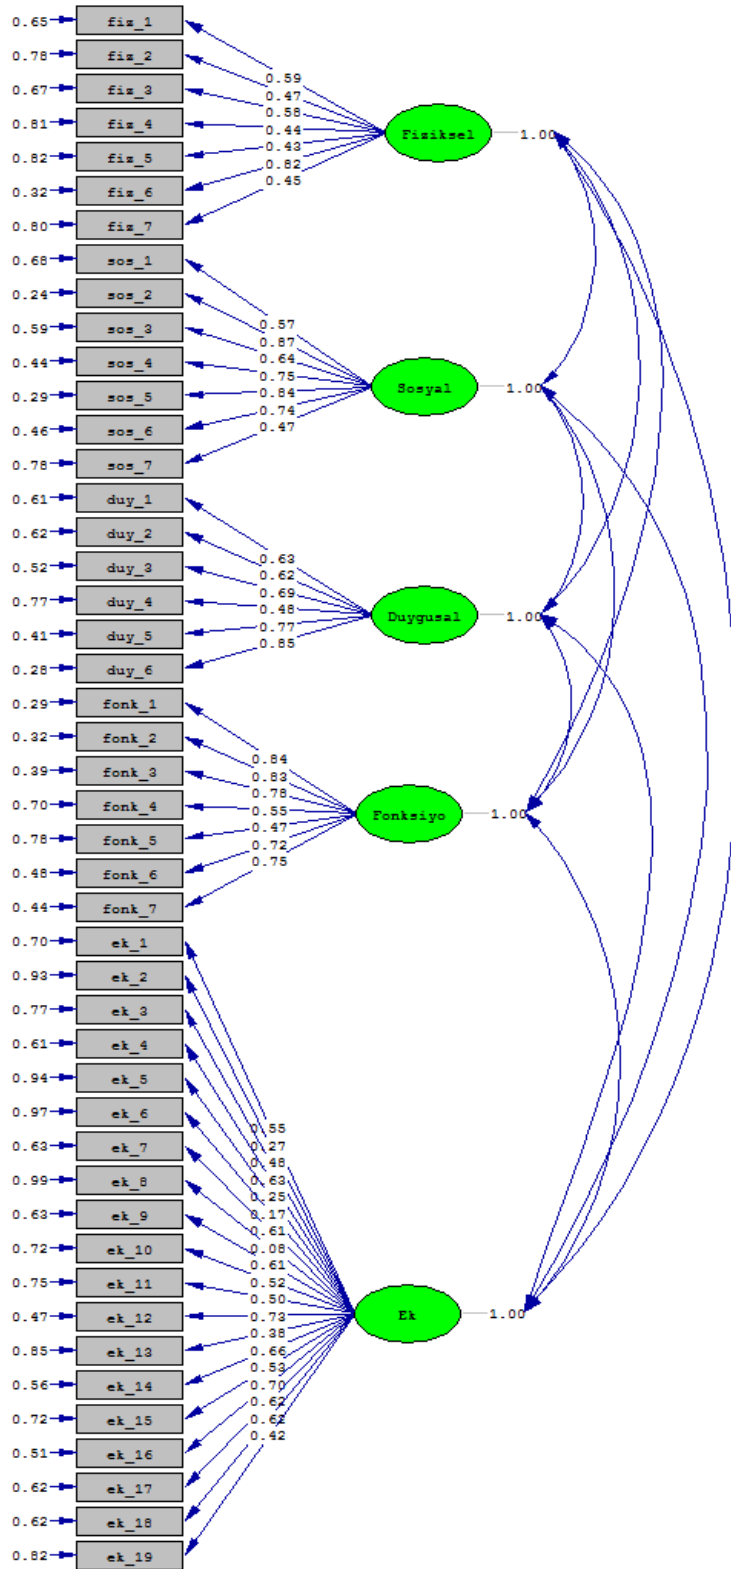 0.65 fiz_1
0.78 fiz_2
0.67 fiz_3
0.81 fiz_4
0.82 fiz_5
0.32 fiz_6
0.80 fiz_7
0.59
0.47
0.58
0.44
0.43
0.82
0.45
Fiziksel 1.00
0.68 sos_1
0.24 sos_2
0.59 sos_3
0.44 sos_4
0.29 sos_5
0.46 sos_6
0.78 sos_7
0.57
0.87
0.64
0.75
0.84
0.74
0.47
Sosyal 1.00
0.61 duy_1
0.62 duy_2
0.52 duy_3
0.77 duy_4
0.41 duy_5
0.28 duy_6
0.63
0.62
0.69
0.48
0.77
0.85
Duygusal 1.00
0.29 fonk_1
0.32 fonk_2
0.39 fonk_3
0.70 fonk_4
0.78 fonk_5
0.48 fonk_6
0.44 fonk_7
0.84
0.83
0.78
0.55
0.47
0.72
0.75
Fonksiyo 1.00
0.70 ek_1
0.93 ek_2
0.77 ek_3
0.61 ek_4
0.94 ek_5
0.97 ek_6
0.63 ek_7
0.99 ek_8
0.63 ek_9
0.72 ek_10
0.75 ek_11
0.47 ek_12
0.85 ek_13
0.56 ek_14
0.72 ek_15
0.51 ek_16
0.62 ek_17
0.62 ek_18
0.82 ek_19
0.55
0.27
0.48
0.63
0.25
0.17
0.61
0.08
0.61
0.52
0.50
0.73
0.38
0.66
0.53
0.70
0.62
0.62
0.42
Ek 1.00